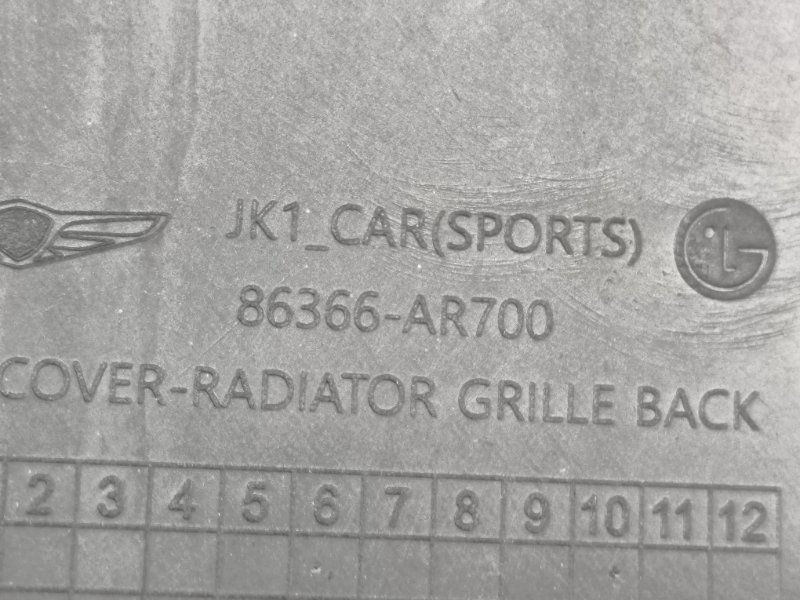 JK1_CAR(SPORTS)
86366-AR700
COVER-RADIATOR GRILLE BACK
2 3 4 5 6 7 8 9 10 11 12